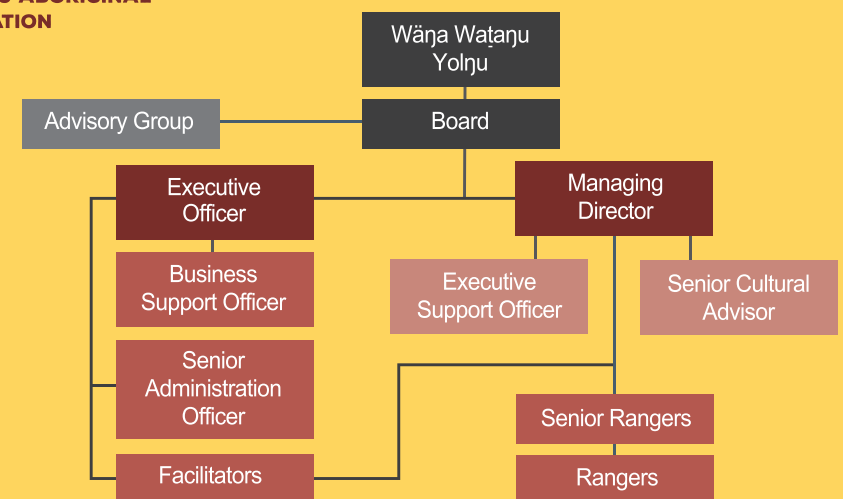 ABORIGINAL
Wäŋa Waṯaŋu
Yolŋu
Advisory Group
Board
Executive
Officer
Managing
Director
Business
Support Officer
Executive
Support Officer
Senior Cultural
Advisor
Senior
Administration
Officer
Senior Rangers
Facilitators
Rangers